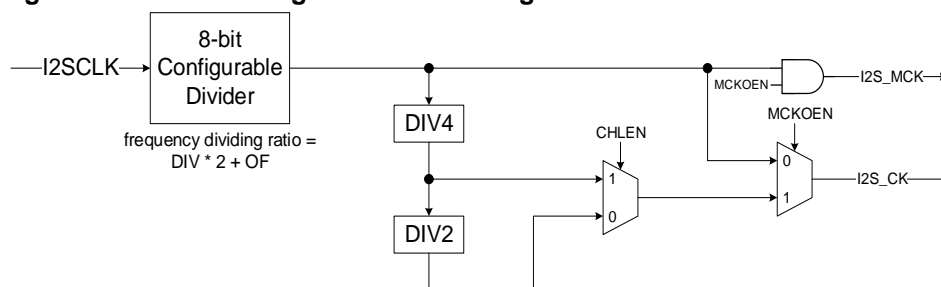 8-bit
Configurable
Divider
I2SCLK
frequency dividing ratio =
DIV * 2 + OF
DIV4
DIV2
CHLEN
1
0
MCKOEN
I2S_MCK
MCKOEN
0
1
I2S_CK